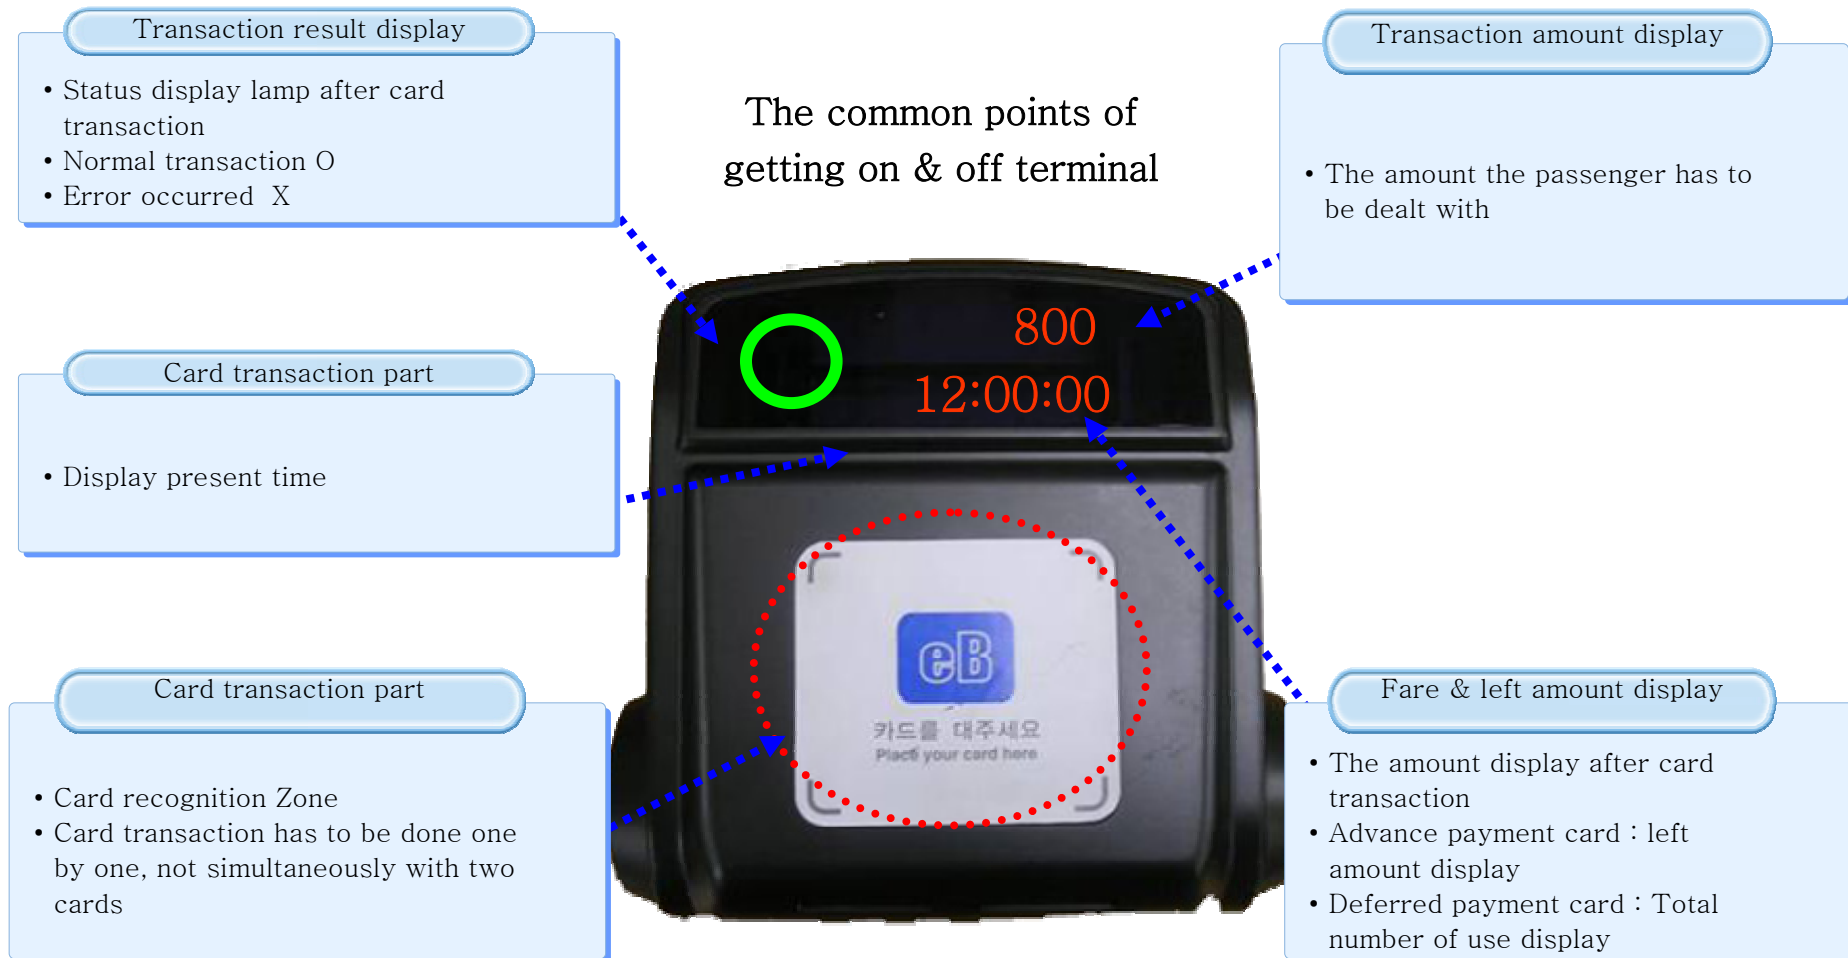 Transaction result display
• Status display lamp after card
transaction
• Normal transaction O
• Error occurred X
The common points of
getting on & off terminal
Transaction amount display
• The amount the passenger has to
be dealt with
800
12:00:00
Card transaction part
• Display present time
eB
카드를 대주세요
Place your card here
Card transaction part
• Card recognition Zone
• Card transaction has to be done one
by one, not simultaneously with two
cards
Fare & left amount display
• The amount display after card
transaction
• Advance payment card : left
amount display
• Deferred payment card : Total
number of use display